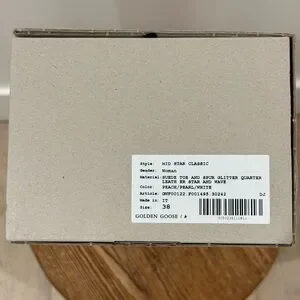 Style: MID STAR CLASSIC
Gender: Woman
Material: SUEDE TOE AND SPUR GLITTER QUARTER
LEATH ER STAR AND WAVE
Color: PEACH/PEARL/WHITE
Article: GWF00122.F001495.30242 DJ
Made in: IT
Size: 38
GOLDEN GOOSE /